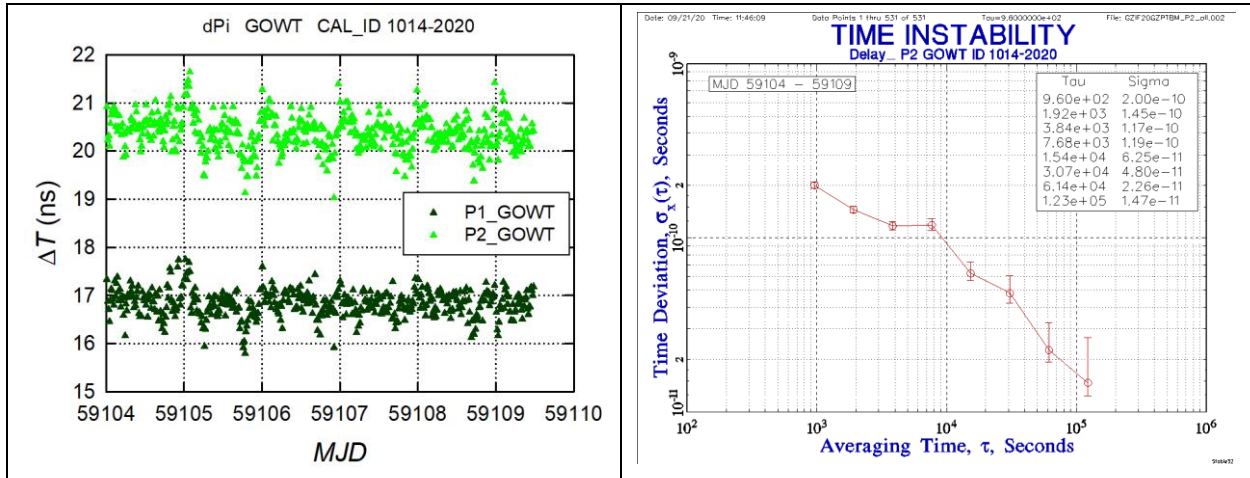 dPi GOWT CAL_ID 1014-2020
22
21
20
19
18
17
16
15
ΔT (ns)
P1_GOWT
P2_GOWT
59104 59105 59106 59107 59108 59109 59110
MJD
Date: 09/21/20 Time: 11:46:09 Data Points 1 thru 531 of 531 Tau=9.6000000e+02 File: GZIF20GZPTBM_P2_all.002
TIME INSTABILITY
Delay_ P2 GOWT ID 1014-2020
MJD 59104 – 59109
Tau Sigma
9.60e+02 2.00e-10
1.92e+03 1.45e-10
3.84e+03 1.17e-10
7.68e+03 1.19e-10
1.54e+04 6.25e-11
3.07e+04 4.80e-11
6.14e+04 2.26e-11
1.23e+05 1.47e-11
10⁻⁹
2
10⁻¹⁰
2
10⁻¹¹
Time Deviation, σₓ(τ), Seconds
10² 10³ 10⁴ 10⁵ 10⁶
Averaging Time, τ, Seconds
Stable32